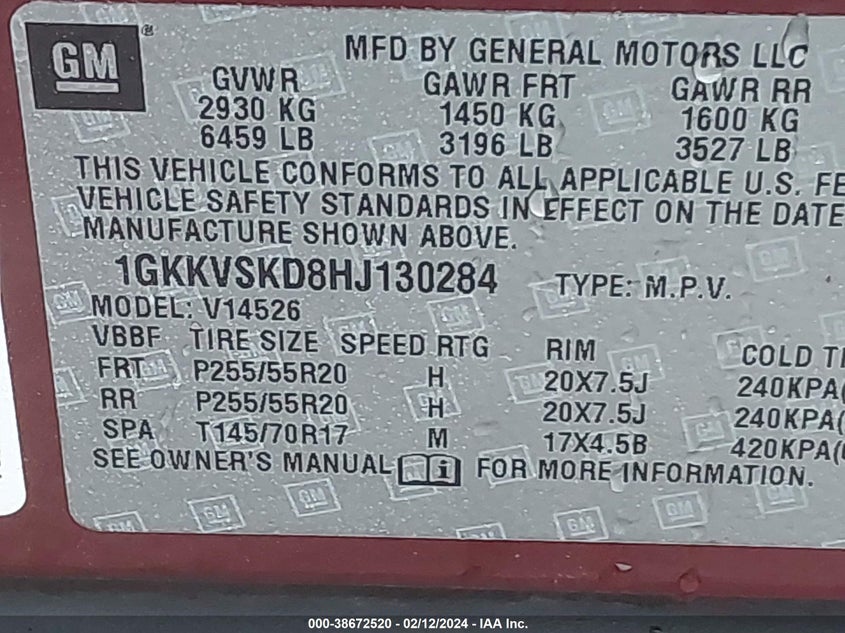 GM ®
MFD BY GENERAL MOTORS LLC
GVWR GAWR FRT GAWR RR
2930 KG 1450 KG 1600 KG
6459 LB 3196 LB 3527 LB
THIS VEHICLE CONFORMS TO ALL APPLICABLE U.S. FE
VEHICLE SAFETY STANDARDS IN EFFECT ON THE DATE
MANUFACTURE SHOWN ABOVE.
1GKKVSKD8HJ130284 TYPE: M.P.V.
MODEL: V14526
VBBF TIRE SIZE SPEED RTG RIM COLD TI
FRT P255/55R20 H 20X7.5J 240KPA(
RR P255/55R20 H 20X7.5J 240KPA(
SPA T145/70R17 M 17X4.5B 420KPA(
SEE OWNER'S MANUAL i FOR MORE INFORMATION.
000-38672520 - 02/12/2024 - IAA Inc.